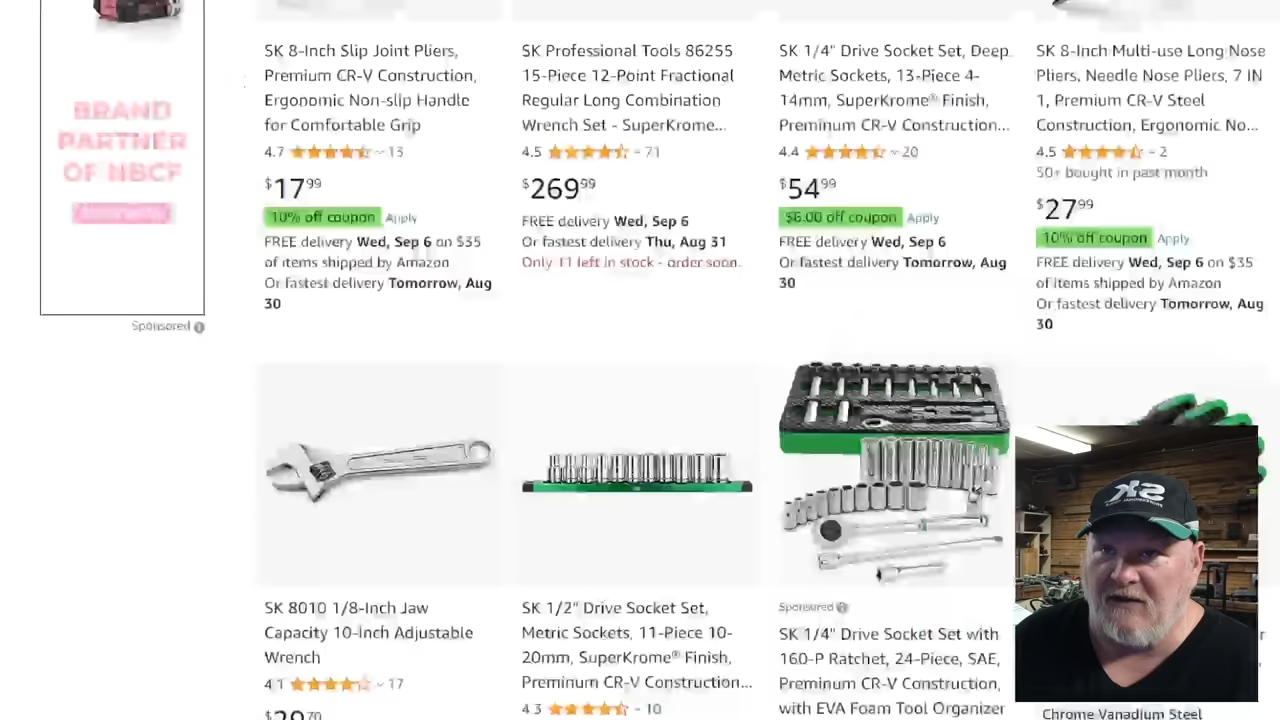 BRAND
PARTNER
OF NBCF
Sponsored
SK 8-Inch Slip Joint Pliers,
Premium CR-V Construction,
Ergonomic Non-slip Handle
for Comfortable Grip
4.7 13
$17.99
10% off coupon Apply
FREE delivery Wed, Sep 6 on $35
of items shipped by Amazon
Or fastest delivery Tomorrow, Aug
30
SK Professional Tools 86255
15-Piece 12-Point Fractional
Regular Long Combination
Wrench Set - SuperKrome...
4.5 71
$269.99
FREE delivery Wed, Sep 6
Or fastest delivery Thu, Aug 31
Only 11 left in stock - order soon.
SK 1/4" Drive Socket Set, Deep
Metric Sockets, 13-Piece 4-
14mm, SuperKrome® Finish,
Preminum CR-V Construction...
4.4 20
$54.99
$6.00 off coupon Apply
FREE delivery Wed, Sep 6
Or fastest delivery Tomorrow, Aug
30
SK 8-Inch Multi-use Long Nose
Pliers, Needle Nose Pliers, 7 IN
1, Premium CR-V Steel
Construction, Ergonomic No...
4.5 2
50+ bought in past month
$27.99
10% off coupon Apply
FREE delivery Wed, Sep 6 on $35
of items shipped by Amazon
Or fastest delivery Tomorrow, Aug
30
SK 8010 1/8-Inch Jaw
Capacity 10-Inch Adjustable
Wrench
4.1 17
SK 1/2" Drive Socket Set,
Metric Sockets, 11-Piece 10-
20mm, SuperKrome® Finish,
Preminum CR-V Construction...
4.3 10
Sponsored
SK 1/4" Drive Socket Set with
160-P Ratchet, 24-Piece, SAE,
Preminum CR-V Construction,
with EVA Foam Tool Organizer
SK
Chrome Vanadium Steel